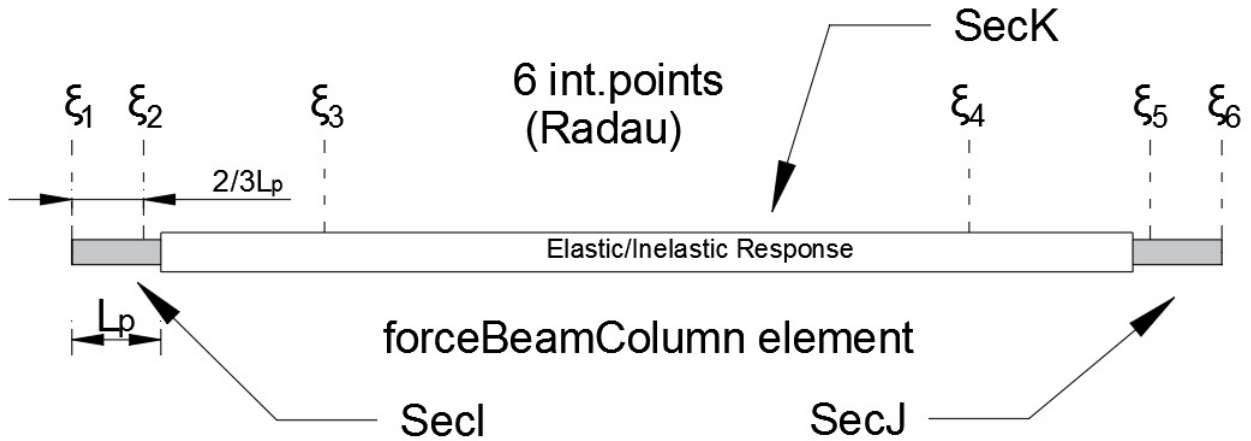 SecK
6 int.points
(Radau)
ξ1 ξ2 ξ3 ξ4 ξ5 ξ6
2/3Lp
Elastic/Inelastic Response
Lp
forceBeamColumn element
SecI SecJ